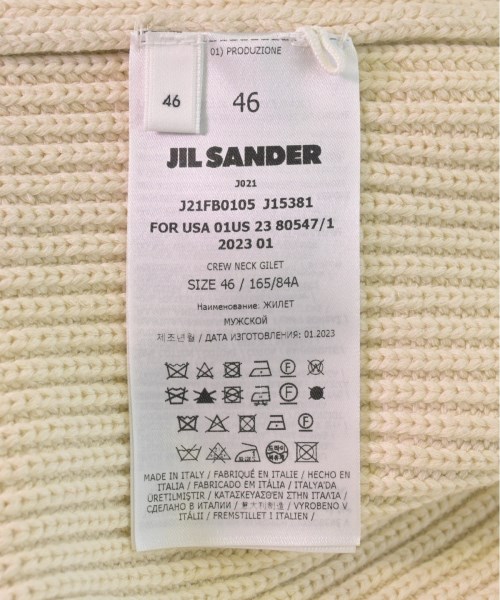 01) PRODUZIONE
46
46
JIL SANDER
J021
J21FB0105 J15381
FOR USA 01US 23 80547/1
2023 01
CREW NECK GILET
SIZE 46 / 165/84A
Наименование: ЖИЛЕТ
МУЖСКОЙ
제조년월 / ДАТА ИЗГОТОВЛЕНИЯ: 01.2023
MADE IN ITALY / FABRIQUÉ EN ITALIE / HECHO EN
ITALIA / FABRICADO EM ITÁLIA / ITALYA'DA
ÜRETILMIŞTIR / ΚΑΤΑΣΚΕΥΑΣΘΕΝ ΣΤΗΝ ΙΤΑΛΙΑ /
СДЕЛАНО В ИТАЛИИ / 意大利制造 / VYROBENO V
ITÁLII / FREMSTILLET I ITALIEN /